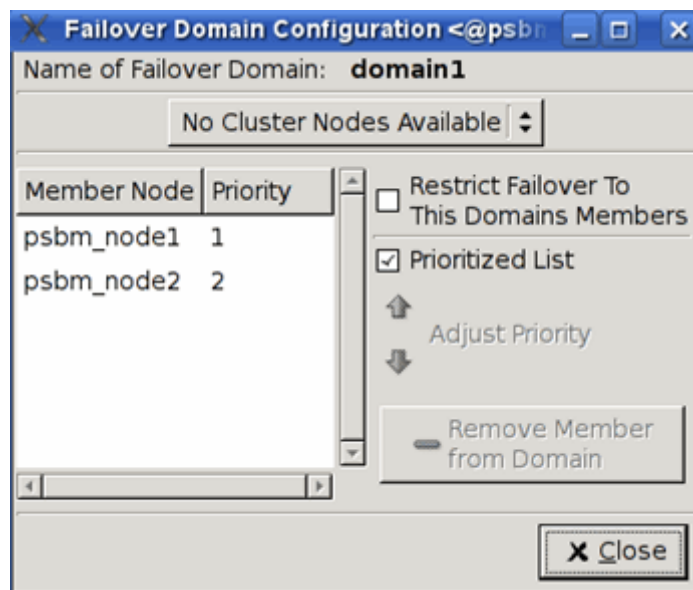 Failover Domain Configuration <@psbm
Name of Failover Domain: domain1
No Cluster Nodes Available
Member Node Priority
psbm_node1 1
psbm_node2 2
Restrict Failover To
This Domains Members
Prioritized List
Adjust Priority
Remove Member
from Domain
Close